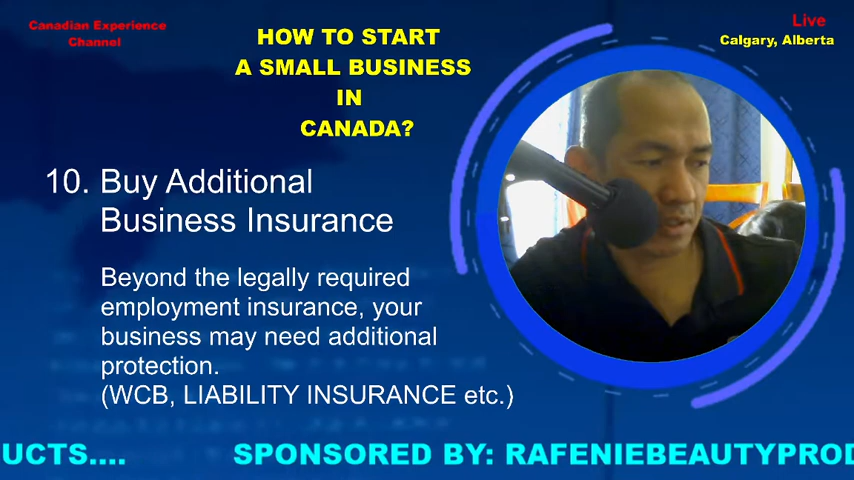 Canadian Experience
Channel
HOW TO START
A SMALL BUSINESS
IN
CANADA?
Live
Calgary, Alberta
10. Buy Additional
Business Insurance
Beyond the legally required
employment insurance, your
business may need additional
protection.
(WCB, LIABILITY INSURANCE etc.)
UCTS.... SPONSORED BY: RAFENIEBEAUTYPROD